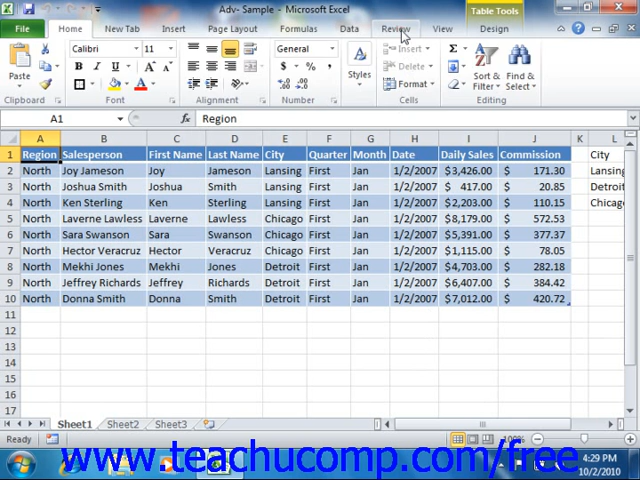 Adv- Sample - Microsoft Excel
Table Tools
File Home New Tab Insert Page Layout Formulas Data Review View Design
Calibri 11 General Insert
Paste Styles Delete Sort & Filter Find & Select
B I U A A $ % , Format
Clipboard Font Alignment Number Cells Editing
A1 fx Region
A B C D E F G H I J K L
1 Region Salesperson First Name Last Name City Quarter Month Date Daily Sales Commission City
2 North Joy Jameson Joy Jameson Lansing First Jan 1/2/2007 $3,426.00 $ 171.30 Lansing
3 North Joshua Smith Joshua Smith Lansing First Jan 1/2/2007 $ 417.00 $ 20.85 Detroit
4 North Ken Sterling Ken Sterling Lansing First Jan 1/2/2007 $2,203.00 $ 110.15 Chicago
5 North Laverne Lawless Laverne Lawless Chicago First Jan 1/2/2007 $8,179.00 $ 572.53
6 North Sara Swanson Sara Swanson Chicago First Jan 1/2/2007 $5,391.00 $ 377.37
7 North Hector Veracruz Hector Veracruz Chicago First Jan 1/2/2007 $1,115.00 $ 78.05
8 North Mekhi Jones Mekhi Jones Detroit First Jan 1/2/2007 $4,703.00 $ 282.18
9 North Jeffrey Richards Jeffrey Richards Detroit First Jan 1/2/2007 $6,407.00 $ 384.42
10 North Donna Smith Donna Smith Detroit First Jan 1/2/2007 $7,012.00 $ 420.72
11
12
13
14
15
16
17
Sheet1 Sheet2 Sheet3
Ready 100%
www.teachucomp.com/free
4:29 PM
10/2/2010